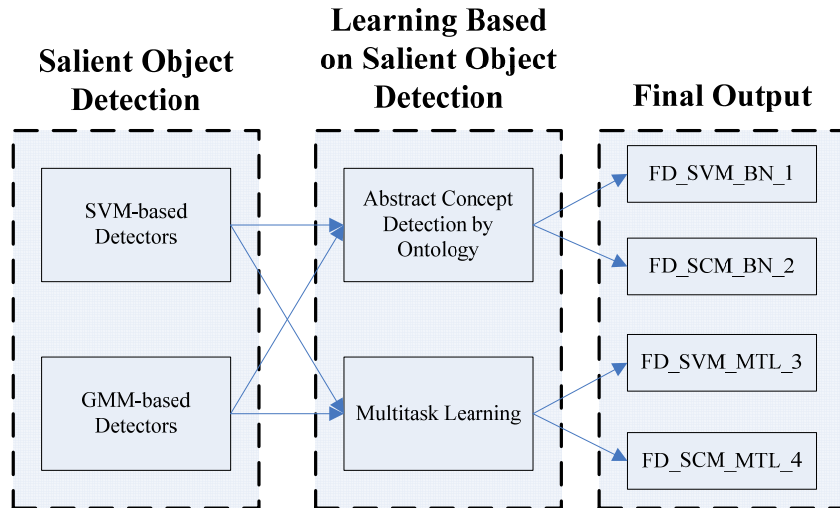 Salient Object
Detection
SVM-based
Detectors
GMM-based
Detectors
Learning Based
on Salient Object
Detection
Abstract Concept
Detection by
Ontology
Multitask Learning
Final Output
FD_SVM_BN_1
FD_SCM_BN_2
FD_SVM_MTL_3
FD_SCM_MTL_4